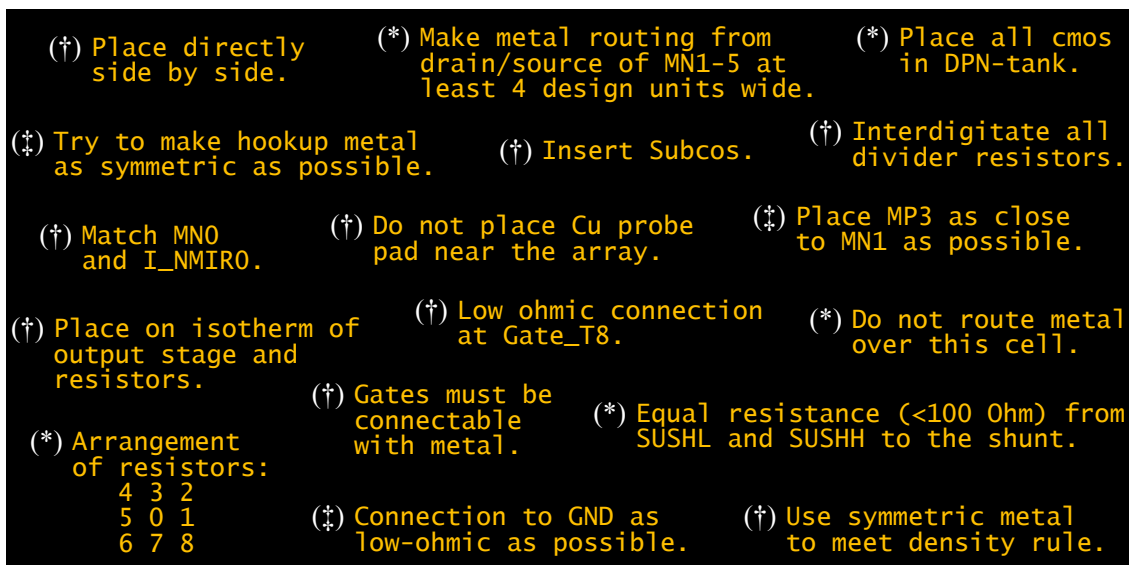 (†) Place directly
side by side.
(*) Make metal routing from
drain/source of MN1-5 at
least 4 design units wide.
(*) Place all cmos
in DPN-tank.
(‡) Try to make hookup metal
as symmetric as possible.
(†) Insert Subcos.
(†) Interdigitate all
divider resistors.
(†) Match MN0
and I_NMIR0.
(†) Do not place Cu probe
pad near the array.
(‡) Place MP3 as close
to MN1 as possible.
(†) Place on isotherm of
output stage and
resistors.
(†) Low ohmic connection
at Gate_T8.
(*) Do not route metal
over this cell.
(†) Gates must be
connectable
with metal.
(*) Equal resistance (<100 Ohm) from
SUSHL and SUSHH to the shunt.
(*) Arrangement
of resistors:
4 3 2
5 0 1
6 7 8
(‡) Connection to GND as
low-ohmic as possible.
(†) Use symmetric metal
to meet density rule.